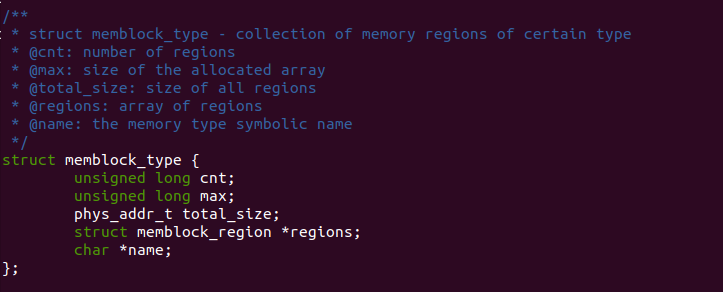 /**
 * struct memblock_type - collection of memory regions of certain type
 * @cnt: number of regions
 * @max: size of the allocated array
 * @total_size: size of all regions
 * @regions: array of regions
 * @name: the memory type symbolic name
 */
struct memblock_type {
        unsigned long cnt;
        unsigned long max;
        phys_addr_t total_size;
        struct memblock_region *regions;
        char *name;
};